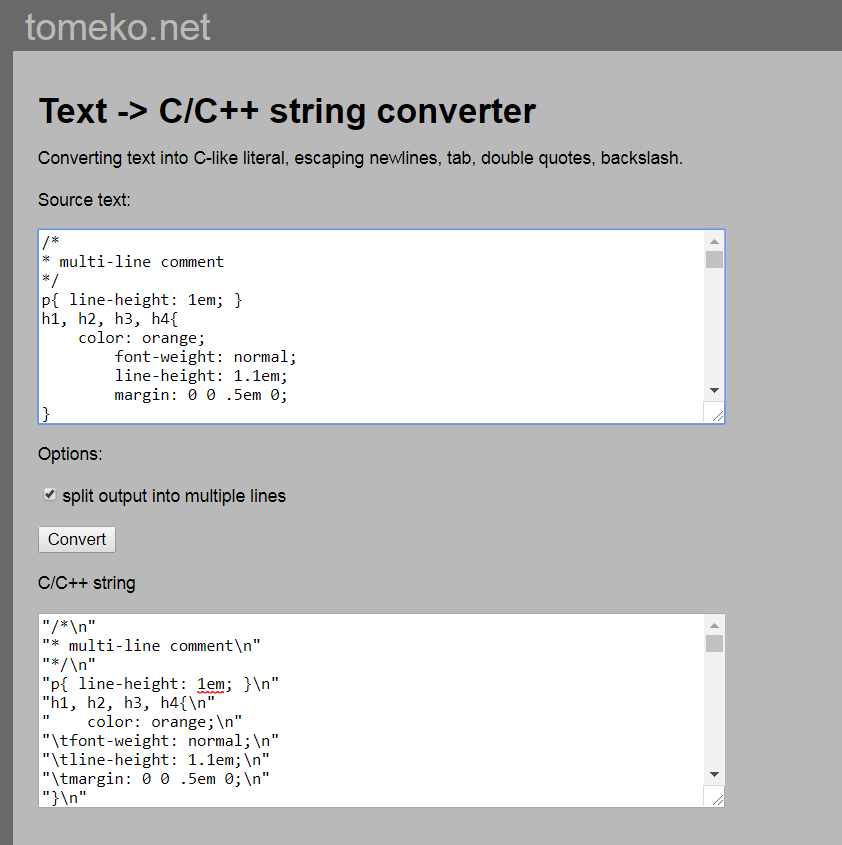 tomeko.net
Text -> C/C++ string converter
Converting text into C-like literal, escaping newlines, tab, double quotes, backslash.
Source text:
/*
* multi-line comment
*/
p{ line-height: 1em; }
h1, h2, h3, h4{
    color: orange;
        font-weight: normal;
        line-height: 1.1em;
        margin: 0 0 .5em 0;
}
Options:
split output into multiple lines
Convert
C/C++ string
"/*\n"
"* multi-line comment\n"
"*/\n"
"p{ line-height: 1em; }\n"
"h1, h2, h3, h4{\n"
"    color: orange;\n"
"\tfont-weight: normal;\n"
"\tline-height: 1.1em;\n"
"\tmargin: 0 0 .5em 0;\n"
"}\n"